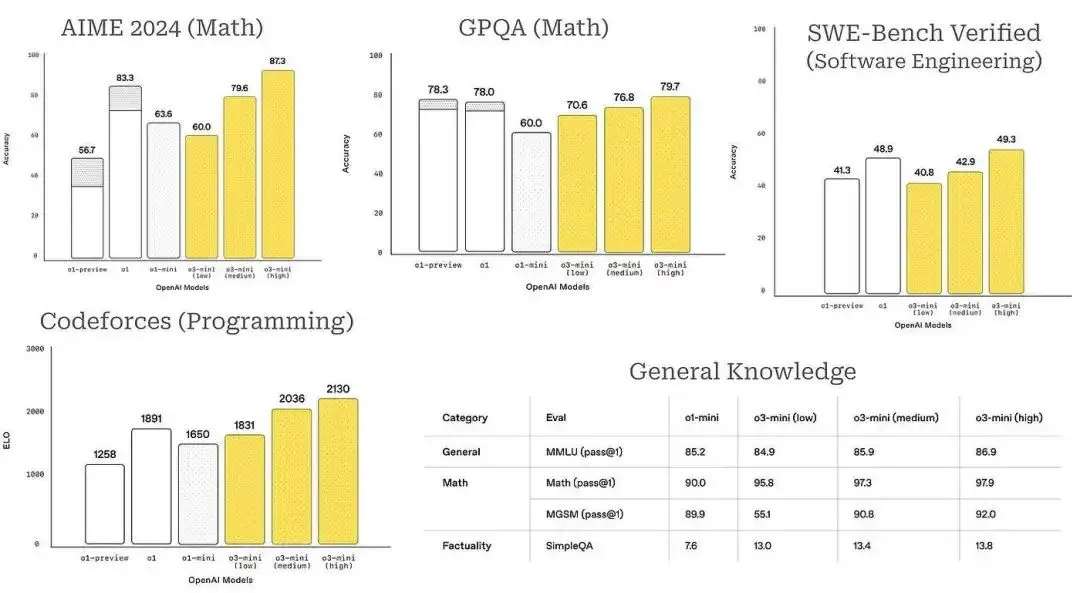 AIME 2024 (Math)
100
80
60
40
20
0
Accuracy
56.7
83.3
63.6
60.0
79.6
87.3
o1-preview
o1
o1-mini
o3-mini
(low)
o3-mini
(medium)
o3-mini
(high)
OpenAI Models
GPQA (Math)
100
80
60
40
20
0
Accuracy
78.3
78.0
60.0
70.6
76.8
79.7
o1-preview
o1
o1-mini
o3-mini
(low)
o3-mini
(medium)
o3-mini
(high)
OpenAI Models
SWE-Bench Verified
(Software Engineering)
100
80
60
40
20
0
Accuracy
41.3
48.9
40.8
42.9
49.3
o1-preview
o1
o3-mini
(low)
o3-mini
(medium)
o3-mini
(high)
OpenAI Models
Codeforces (Programming)
3000
2000
1000
0
ELO
1258
1891
1650
1831
2036
2130
o1-preview
o1
o1-mini
o3-mini
(low)
o3-mini
(medium)
o3-mini
(high)
OpenAI Models
General Knowledge
Category Eval o1-mini o3-mini (low) o3-mini (medium) o3-mini (high)
General MMLU (pass@1) 85.2 84.9 85.9 86.9
Math Math (pass@1) 90.0 95.8 97.3 97.9
MGSM (pass@1) 89.9 55.1 90.8 92.0
Factuality SimpleQA 7.6 13.0 13.4 13.8